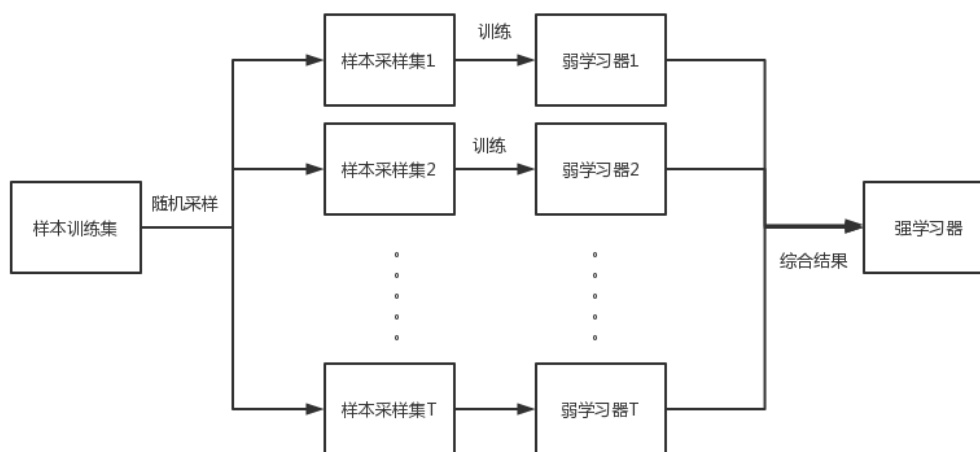 训练
样本采样集1
弱学习器1
训练
样本采样集2
弱学习器2
随机采样
样本训练集
强学习器
综合结果
样本采样集T
弱学习器T